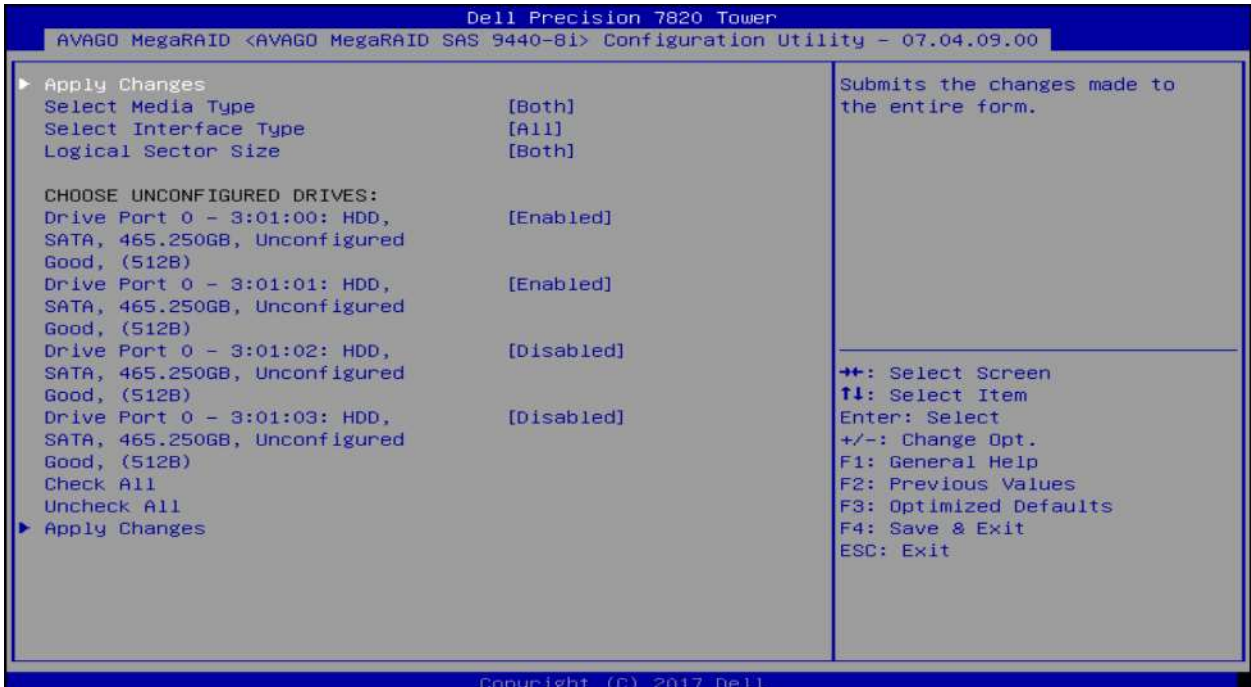 Dell Precision 7820 Tower
AVAGO MegaRAID <AVAGO MegaRAID SAS 9440-8i> Configuration Utility – 07.04.09.00
▶ Apply Changes
Select Media Type [Both]
Select Interface Type [All]
Logical Sector Size [Both]
CHOOSE UNCONFIGURED DRIVES:
Drive Port 0 – 3:01:00: HDD, [Enabled]
SATA, 465.250GB, Unconfigured
Good, (512B)
Drive Port 0 – 3:01:01: HDD, [Enabled]
SATA, 465.250GB, Unconfigured
Good, (512B)
Drive Port 0 – 3:01:02: HDD, [Disabled]
SATA, 465.250GB, Unconfigured
Good, (512B)
Drive Port 0 – 3:01:03: HDD, [Disabled]
SATA, 465.250GB, Unconfigured
Good, (512B)
Check All
Uncheck All
▶ Apply Changes
Submits the changes made to
the entire form.
→←: Select Screen
↑↓: Select Item
Enter: Select
+/-: Change Opt.
F1: General Help
F2: Previous Values
F3: Optimized Defaults
F4: Save & Exit
ESC: Exit
Copyright (C) 2017 Dell